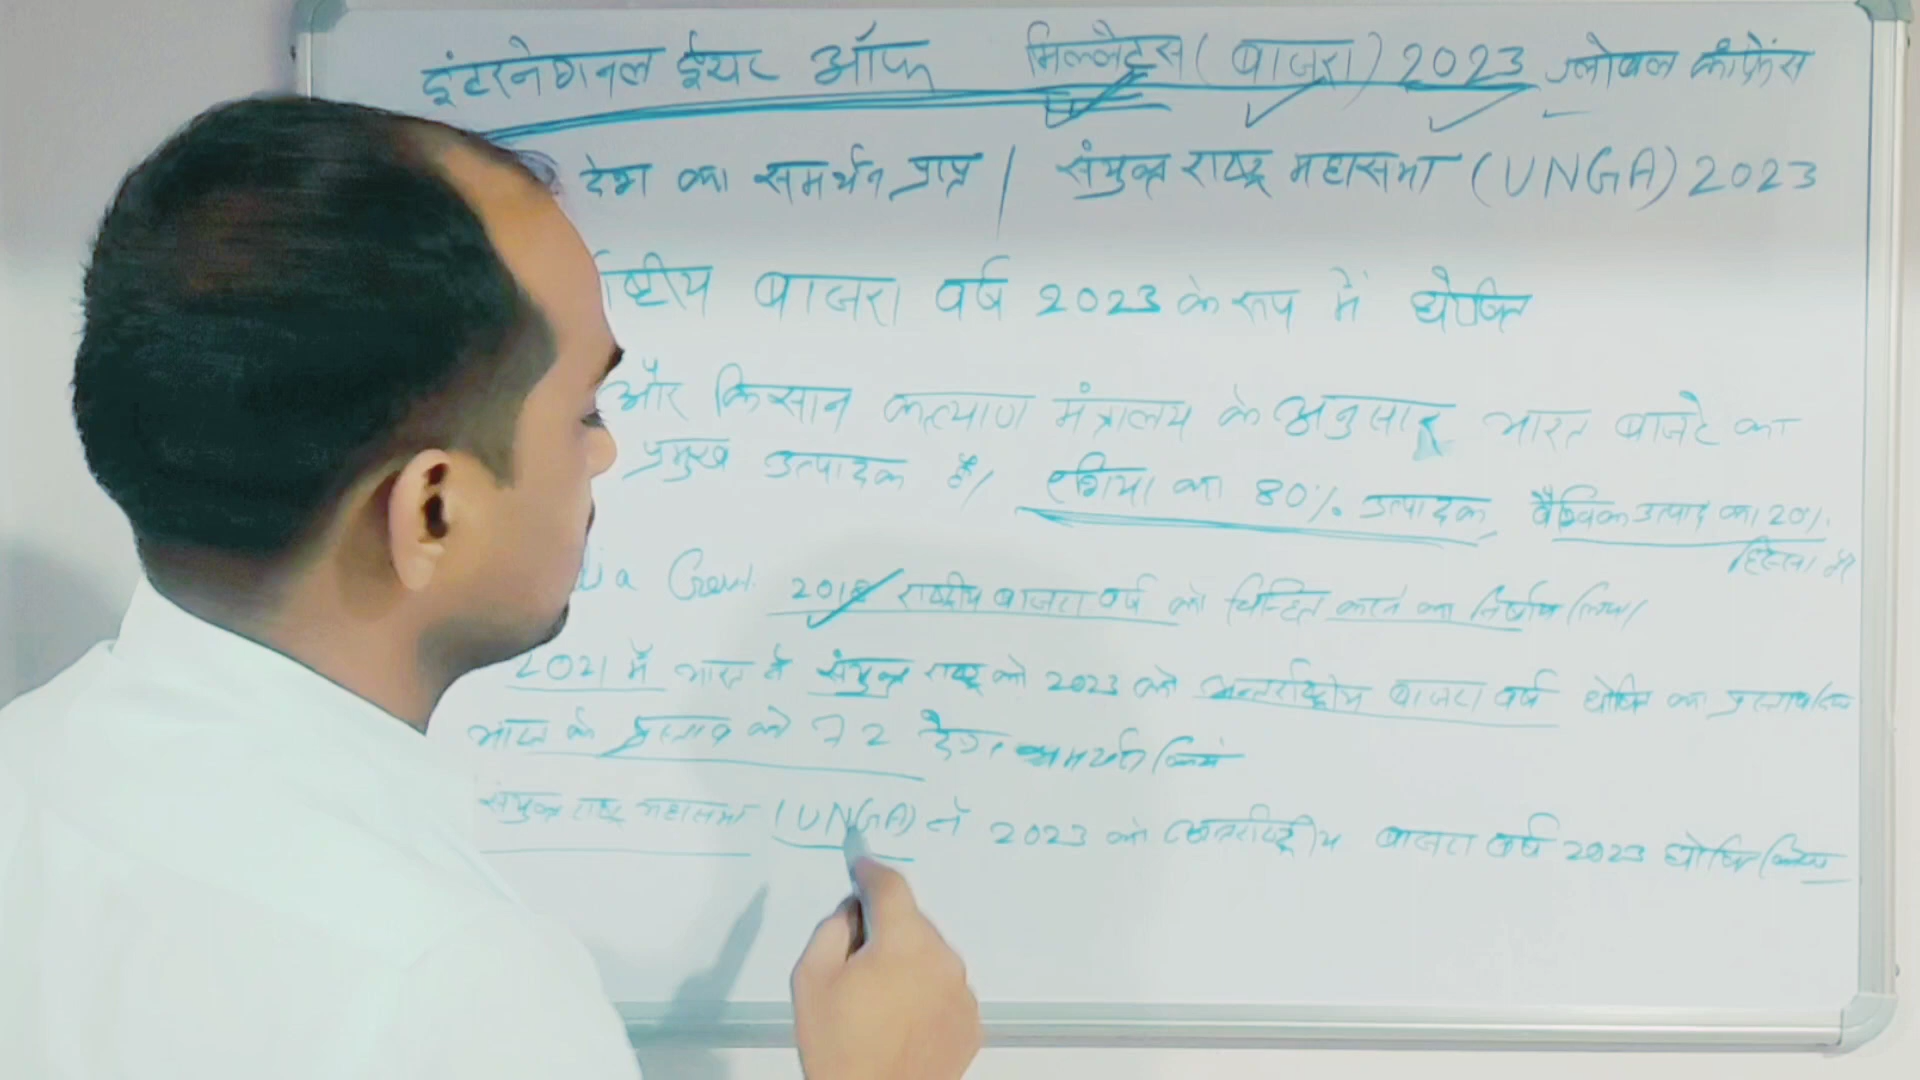 इंटरनेशनल ईयर ऑफ मिल्लेट्स (बाजरा) 2023 ग्लोबल कॉफ्रेंस
देश का समर्थन प्राप्त | संयुक्त राष्ट्र महासभा (UNGA) 2023
ष्ट्रीय बाजरा वर्ष 2023 के रूप में घोषित
और किसान कल्याण मंत्रालय के अनुसार भारत बाजरे का
प्रमुख उत्पादक है। एशिया का 80% उत्पादक वैश्विक उत्पाद का 20%
हिस्सा है।
ia Govt. 2018 राष्ट्रीय बाजरा वर्ष को चिन्हित करने का निर्णय लिया।
2021 में भारत ने संयुक्त राष्ट्र को 2023 को अन्तर्राष्ट्रीय बाजरा वर्ष घोषित का प्रस्ताव दिया
भारत के प्रस्ताव को 72 देश समर्थन किये
संयुक्त राष्ट्र महासभा (UNGA) ने 2023 को अन्तर्राष्ट्रीय बाजरा वर्ष 2023 घोषित किया